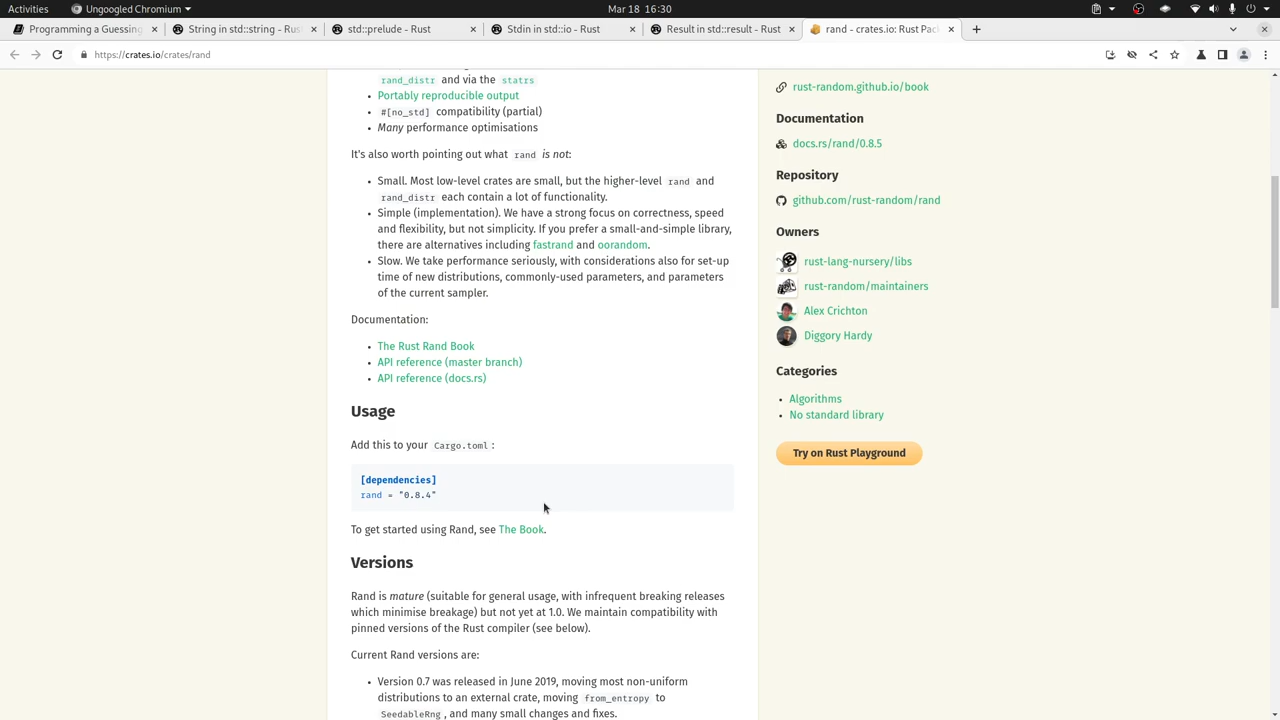 Activities
Ungoogled Chromium
Mar 18 16:30
Programming a Guessing
String in std::string - Rust
std::prelude - Rust
Stdin in std::io - Rust
Result in std::result - Rust
rand - crates.io: Rust Pac
https://crates.io/crates/rand
rand_distr and via the statrs
Portably reproducible output
#[no_std] compatibility (partial)
Many performance optimisations
It's also worth pointing out what rand is not:
Small. Most low-level crates are small, but the higher-level rand and
rand_distr each contain a lot of functionality.
Simple (implementation). We have a strong focus on correctness, speed
and flexibility, but not simplicity. If you prefer a small-and-simple library,
there are alternatives including fastrand and oorandom.
Slow. We take performance seriously, with considerations also for set-up
time of new distributions, commonly-used parameters, and parameters
of the current sampler.
Documentation:
The Rust Rand Book
API reference (master branch)
API reference (docs.rs)
Usage
Add this to your Cargo.toml:
[dependencies]
rand = "0.8.4"
To get started using Rand, see The Book.
Versions
Rand is mature (suitable for general usage, with infrequent breaking releases
which minimise breakage) but not yet at 1.0. We maintain compatibility with
pinned versions of the Rust compiler (see below).
Current Rand versions are:
Version 0.7 was released in June 2019, moving most non-uniform
distributions to an external crate, moving from_entropy to
SeedableRng, and many small changes and fixes.
rust-random.github.io/book
Documentation
docs.rs/rand/0.8.5
Repository
github.com/rust-random/rand
Owners
rust-lang-nursery/libs
rust-random/maintainers
Alex Crichton
Diggory Hardy
Categories
Algorithms
No standard library
Try on Rust Playground